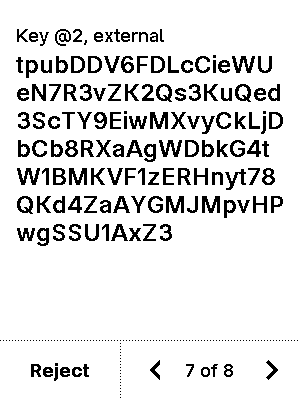 Key @2, external
tpubDDV6FDLcCieWU
eN7R3vZK2Qs3KuQed
3ScTY9EiwMXvyCkLjD
bCb8RXaAgWDbkG4t
W1BMKVF1zERHnyt78
QKd4ZaAYGMJMpvHP
wgSSU1AxZ3
Reject
7 of 8